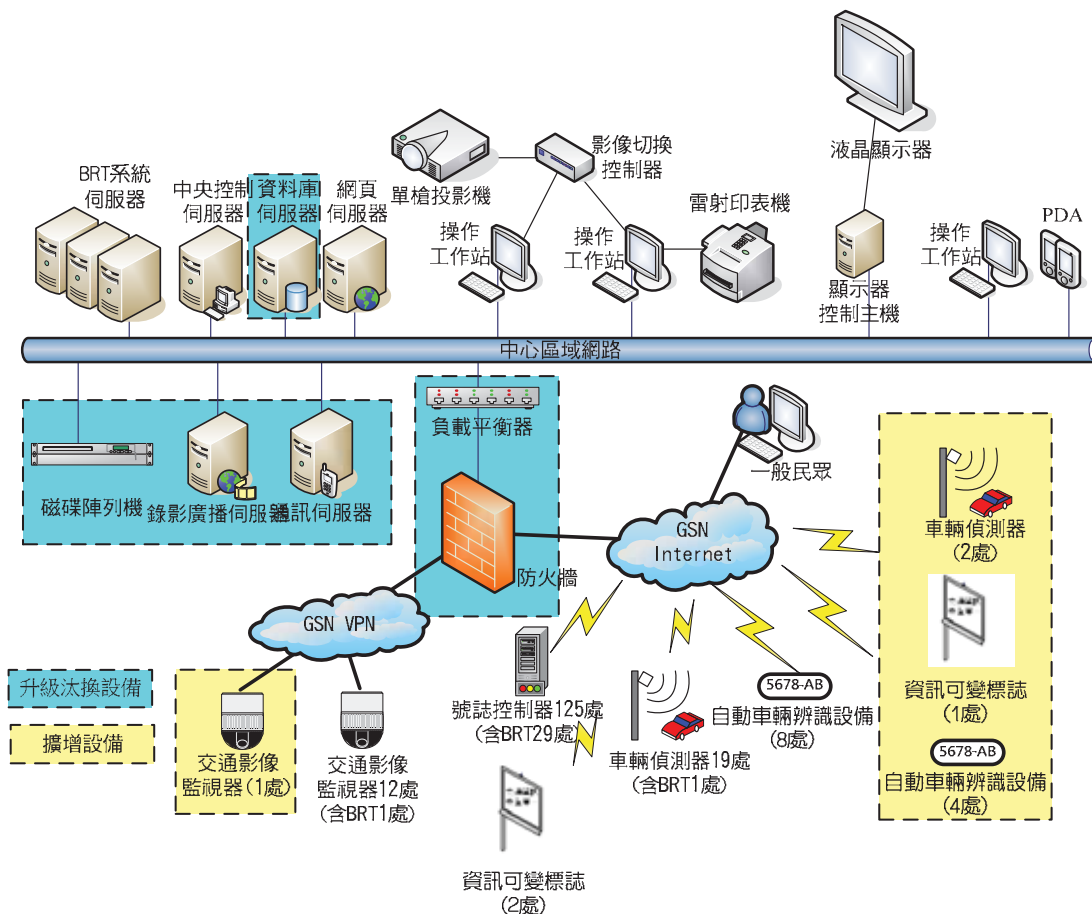 BRT系統
伺服器
中央控制
伺服器
資料庫
伺服器
網頁
伺服器
單槍投影機
影像切換
控制器
操作
工作站
操作
工作站
雷射印表機
液晶顯示器
顯示器
控制主機
操作
工作站
PDA
中心區域網路
磁碟陣列機
錄影廣播伺服器
通訊伺服器
負載平衡器
防火牆
一般民眾
GSN
Internet
GSN VPN
升級汰換設備
擴增設備
交通影像
監視器(1處)
交通影像
監視器12處
(含BRT1處)
號誌控制器125處
(含BRT29處)
資訊可變標誌
(2處)
車輛偵測器19處
(含BRT1處)
5678-AB
自動車輛辨識設備
(8處)
車輛偵測器
(2處)
資訊可變標誌
(1處)
5678-AB
自動車輛辨識設備
(4處)